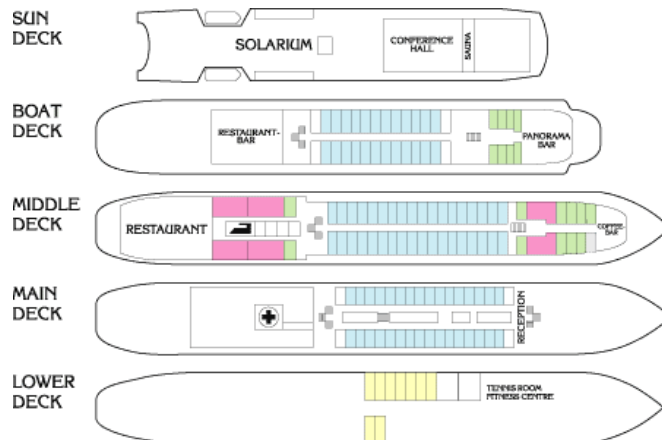 SUN
DECK
SOLARIUM
CONFERENCE
HALL
SAUNA
BOAT
DECK
RESTAURANT-
BAR
PANORAMA
BAR
MIDDLE
DECK
RESTAURANT
COFFEE-
BAR
MAIN
DECK
RECEPTION
LOWER
DECK
TENNIS ROOM
FITNESS CENTRE